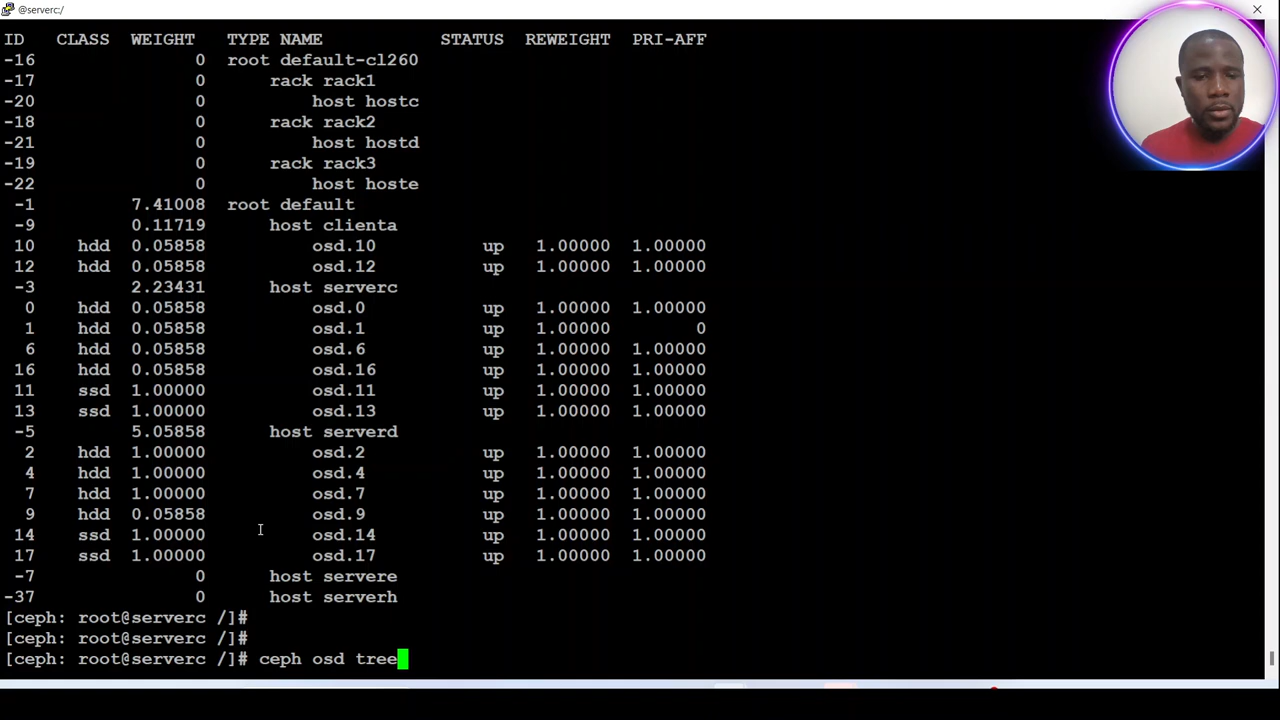 @serverc:/
ID CLASS WEIGHT TYPE NAME STATUS REWEIGHT PRI-AFF
-16 0 root default-cl260
-17 0 rack rack1
-20 0 host hostc
-18 0 rack rack2
-21 0 host hostd
-19 0 rack rack3
-22 0 host hoste
-1 7.41008 root default
-9 0.11719 host clienta
10 hdd 0.05858 osd.10 up 1.00000 1.00000
12 hdd 0.05858 osd.12 up 1.00000 1.00000
-3 2.23431 host serverc
0 hdd 0.05858 osd.0 up 1.00000 1.00000
1 hdd 0.05858 osd.1 up 1.00000 0
6 hdd 0.05858 osd.6 up 1.00000 1.00000
16 hdd 0.05858 osd.16 up 1.00000 1.00000
11 ssd 1.00000 osd.11 up 1.00000 1.00000
13 ssd 1.00000 osd.13 up 1.00000 1.00000
-5 5.05858 host serverd
2 hdd 1.00000 osd.2 up 1.00000 1.00000
4 hdd 1.00000 osd.4 up 1.00000 1.00000
7 hdd 1.00000 osd.7 up 1.00000 1.00000
9 hdd 0.05858 osd.9 up 1.00000 1.00000
14 ssd 1.00000 osd.14 up 1.00000 1.00000
17 ssd 1.00000 osd.17 up 1.00000 1.00000
-7 0 host servere
-37 0 host serverh
[ceph: root@serverc /]#
[ceph: root@serverc /]#
[ceph: root@serverc /]# ceph osd tree